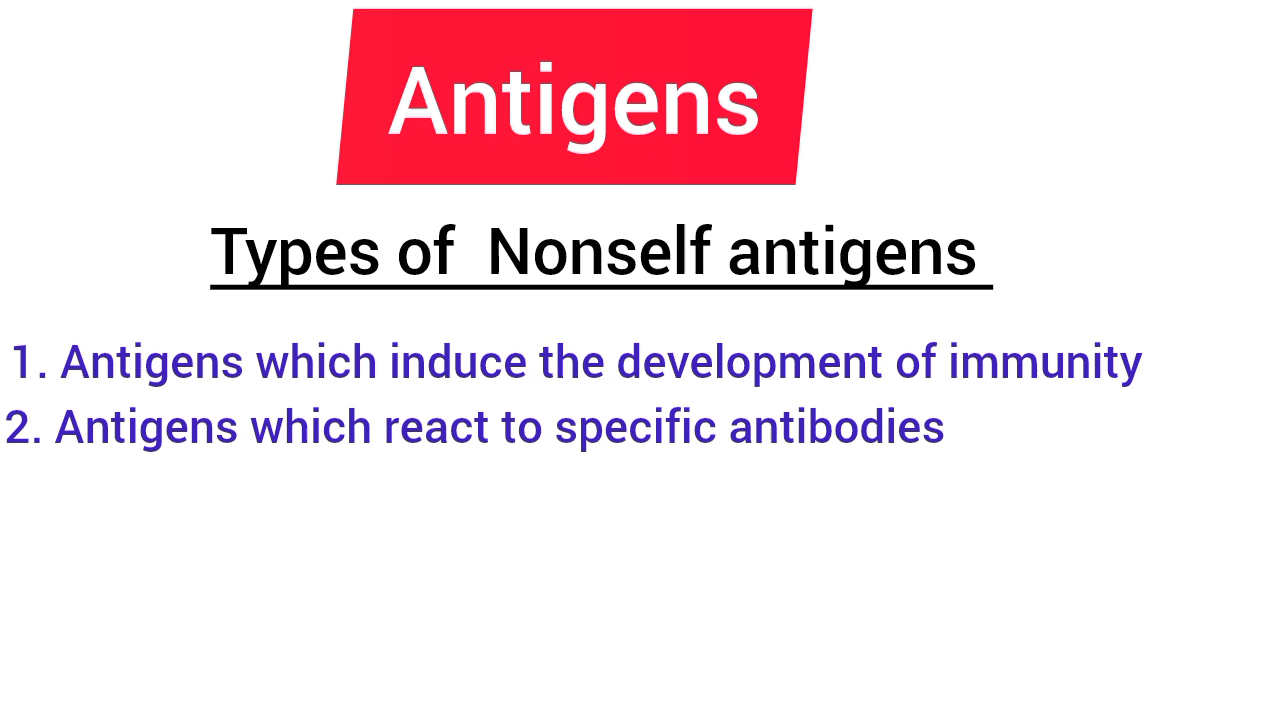 Antigens
Types of Nonself antigens
1. Antigens which induce the development of immunity
2. Antigens which react to specific antibodies